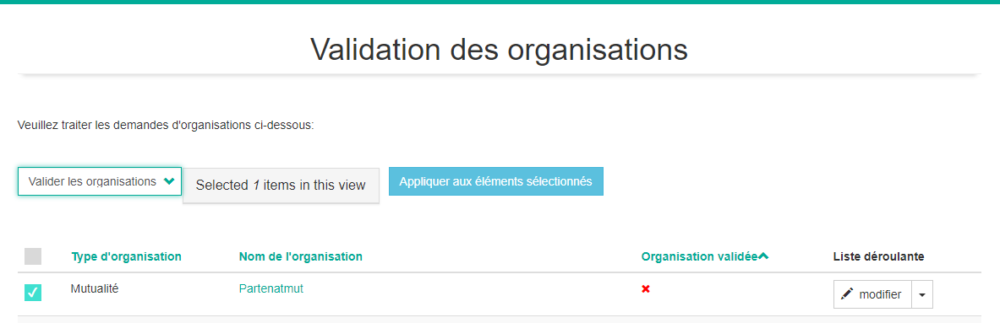 Validation des organisations
Veuillez traiter les demandes d'organisations ci-dessous:
Valider les organisations
Selected 1 items in this view
Appliquer aux éléments sélectionnés
Type d'organisation Nom de l'organisation Organisation validée Liste déroulante
Mutualité Partenatmut modifier